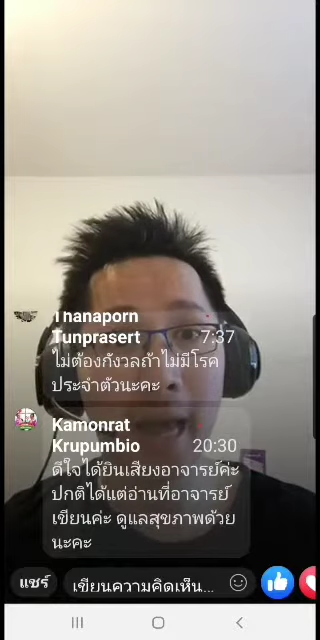 Thanaporn
Tunprasert 7:37
ไม่ต้องกังวลถ้าไม่มีโรค
ประจำตัวนะคะ
Kamonrat
Krupumbio 20:30
ดีใจได้ยินเสียงอาจารย์ค่ะ
ปกติได้แต่อ่านที่อาจารย์
เขียนค่ะ ดูแลสุขภาพด้วย
นะคะ
แชร์ เขียนความคิดเห็น...